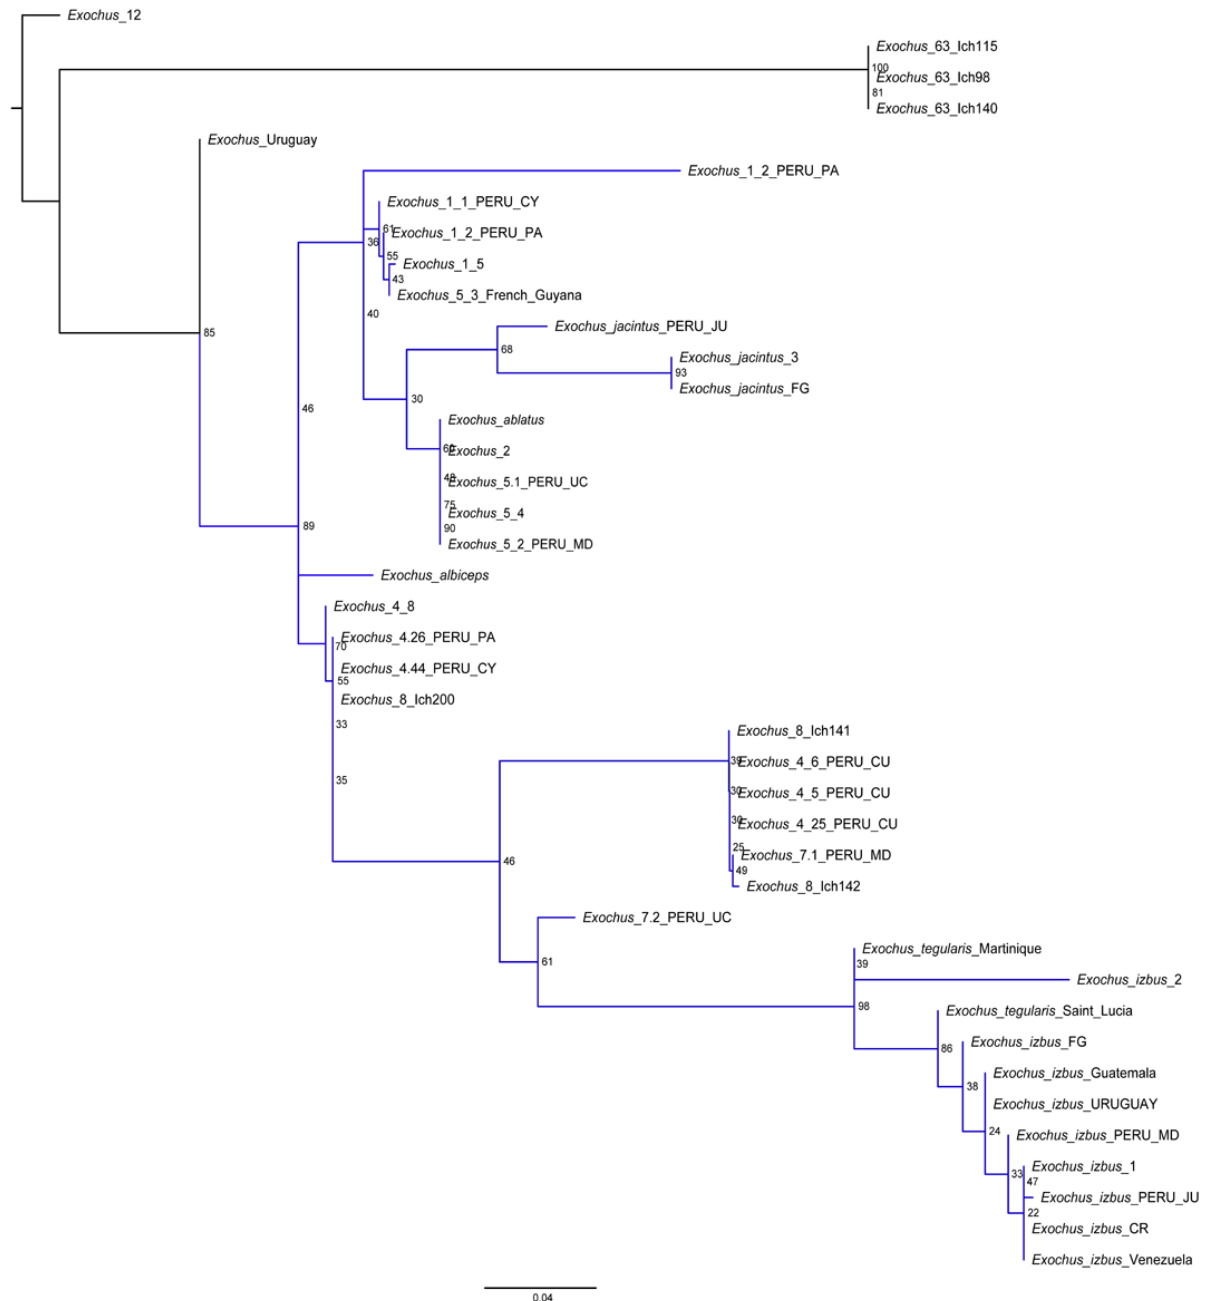 Exochus_12
Exochus_63_Ich115
100
Exochus_63_Ich98
81
Exochus_63_Ich140
Exochus_Uruguay
Exochus_1_2_PERU_PA
Exochus_1_1_PERU_CY
61
Exochus_1_2_PERU_PA
36
55
Exochus_1_5
43
Exochus_5_3_French_Guyana
40
Exochus_jacintus_PERU_JU
85
68
Exochus_jacintus_3
93
Exochus_jacintus_FG
30
46
Exochus_ablatus
Exochus_2
48
Exochus_5.1_PERU_UC
75
Exochus_5_4
89
90
Exochus_5_2_PERU_MD
Exochus_albiceps
Exochus_4_8
Exochus_4.26_PERU_PA
70
Exochus_4.44_PERU_CY
55
Exochus_8_Ich200
33
Exochus_8_Ich141
39
Exochus_4_6_PERU_CU
35
30
Exochus_4_5_PERU_CU
30
Exochus_4_25_PERU_CU
25
Exochus_7.1_PERU_MD
46
49
Exochus_8_Ich142
Exochus_7.2_PERU_UC
Exochus_tegularis_Martinique
61
39
Exochus_izbus_2
98
Exochus_tegularis_Saint_Lucia
Exochus_izbus_FG
86
Exochus_izbus_Guatemala
38
Exochus_izbus_URUGUAY
24
Exochus_izbus_PERU_MD
Exochus_izbus_1
33
47
Exochus_izbus_PERU_JU
22
Exochus_izbus_CR
Exochus_izbus_Venezuela
0.04